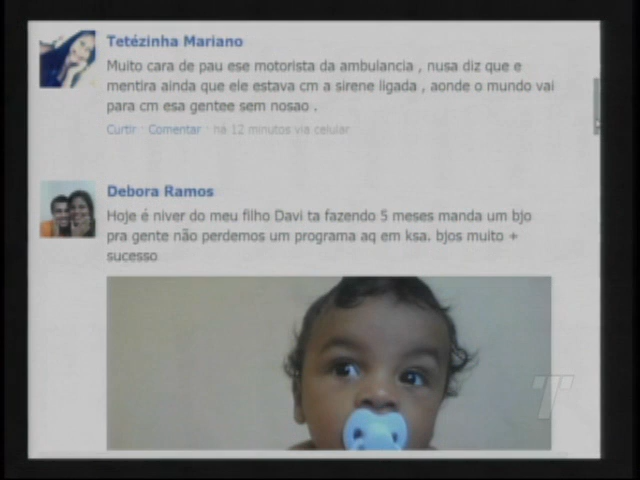 Tetézinha Mariano
Muito cara de pau ese motorista da ambulancia , nusa diz que e
mentira ainda que ele estava cm a sirene ligada , aonde o mundo vai
para cm esa gentee sem nosao .
Curtir · Comentar · há 12 minutos via celular
Debora Ramos
Hoje é niver do meu filho Davi ta fazendo 5 meses manda um bjo
pra gente não perdemos um programa aq em ksa. bjos muito +
sucesso
T